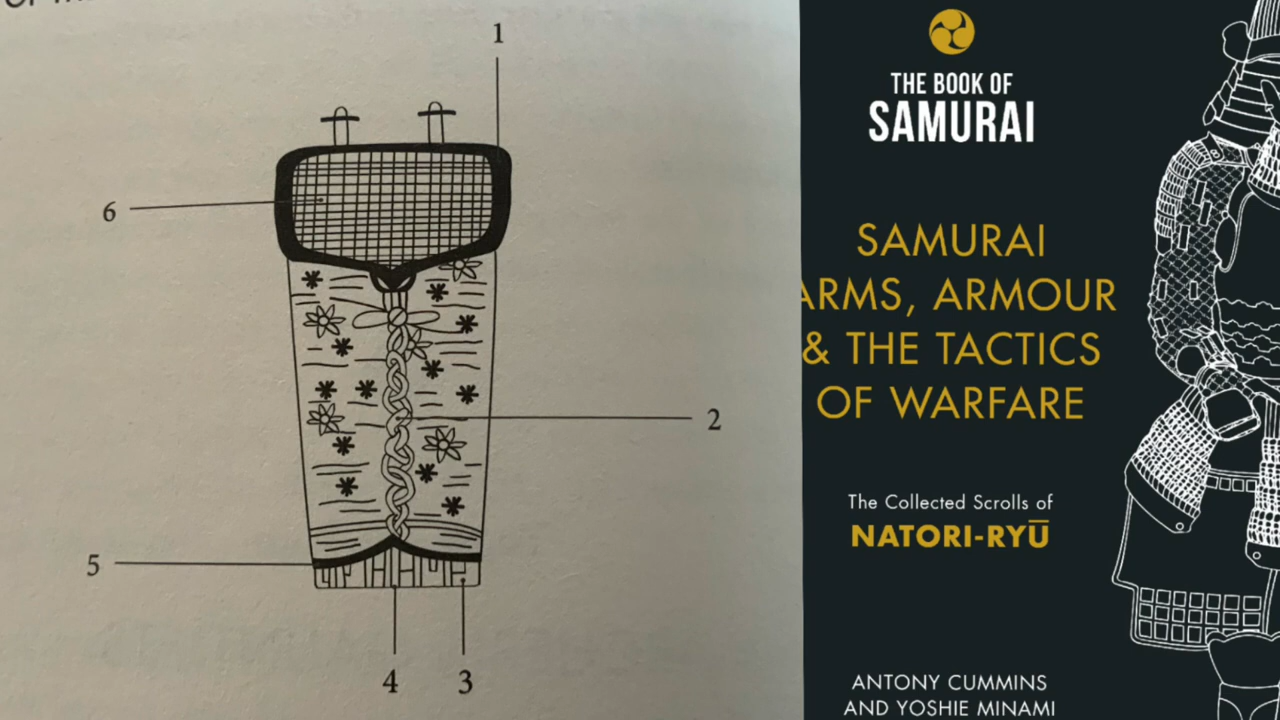 1
6
2
5
4
3
THE BOOK OF
SAMURAI
SAMURAI
ARMS, ARMOUR
& THE TACTICS
OF WARFARE
The Collected Scrolls of
NATORI-RYŪ
ANTONY CUMMINS
AND YOSHIE MINAMI